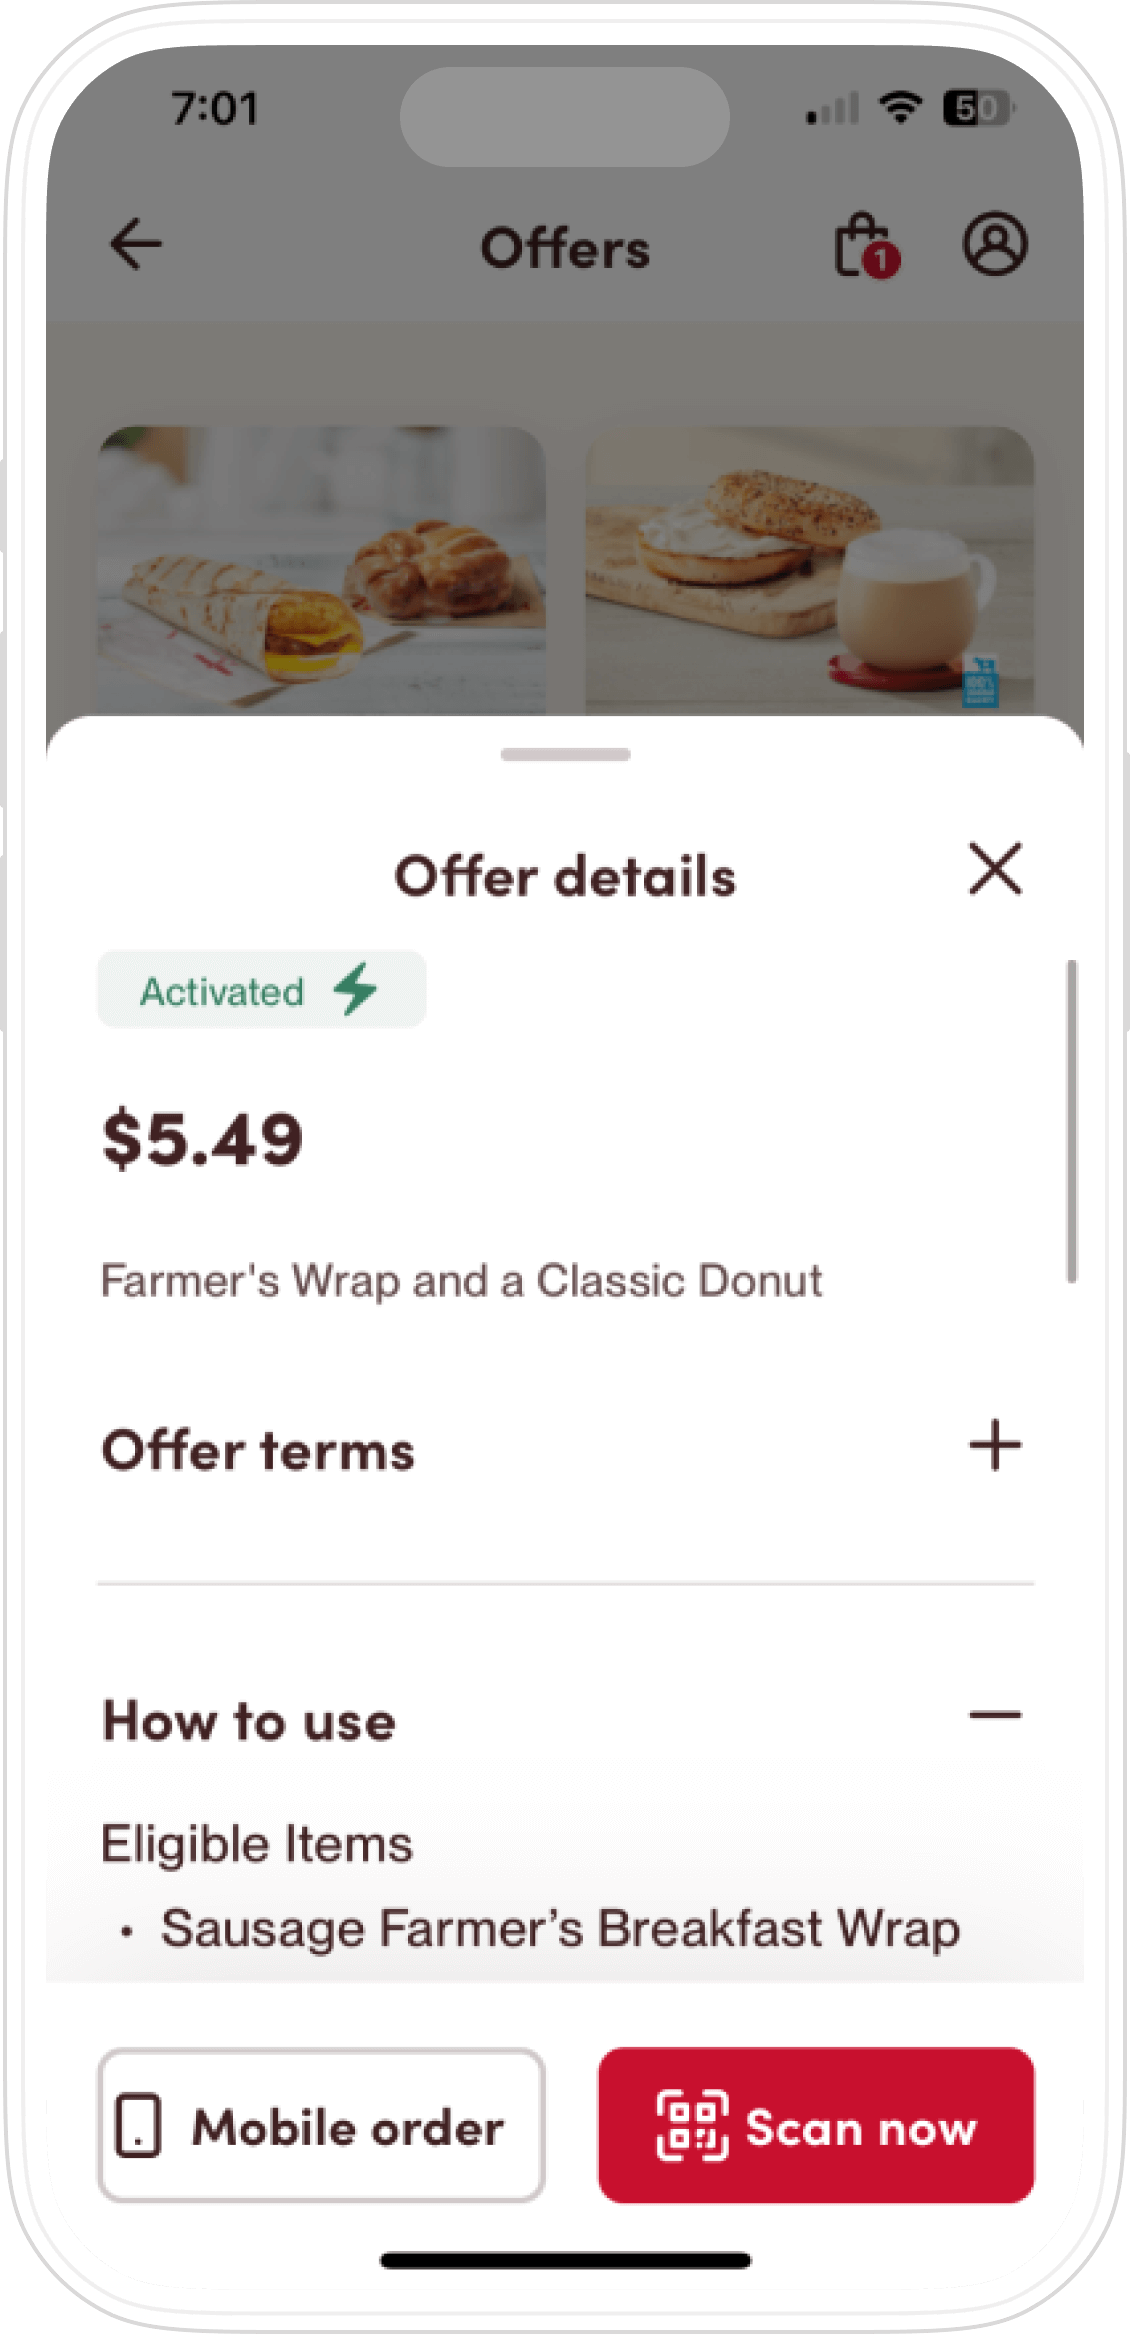 7:01
50
Offers
1
Offer details
Activated
$5.49
Farmer's Wrap and a Classic Donut
Offer terms
How to use
Eligible Items
• Sausage Farmer’s Breakfast Wrap
Mobile order
Scan now